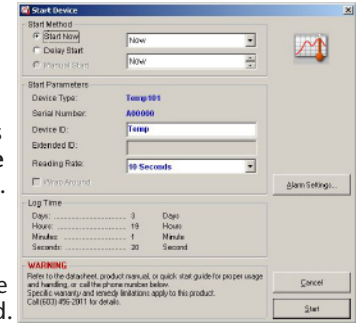 Start Device
Start Method
Start Now
Now
Delay Start
Manual Start
Now
Start Parameters
Device Type: Temp101
Serial Number: A00000
Device ID: Temp
Extended ID:
Reading Rate: 10 Seconds
Wrap Around
Alarm Settings...
Log Time
Days: 3 Days
Hours: 19 Hours
Minutes: 1 Minute
Seconds: 20 Second
WARNING
Refer to the datasheet, product manual, or quick start guide for proper usage
and handling, or call the phone number below.
Specific warranty and remedy limitations apply to this product.
Call (603) 456-2011 for details.
Cancel
Start
s
e
.
e
d.